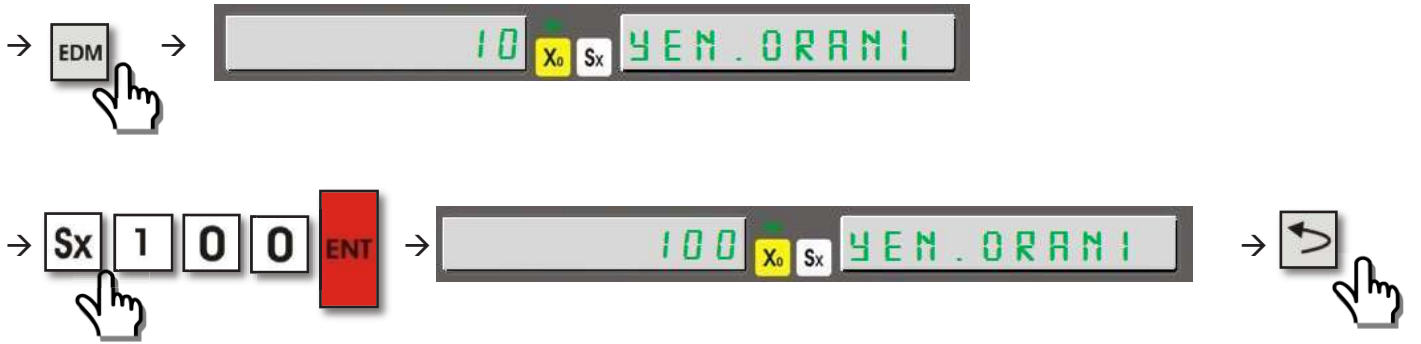 → EDM → 10 X₀ Sx YEN.ORANI
→ Sx 1 0 0 ENT → 100 X₀ Sx YEN.ORANI →